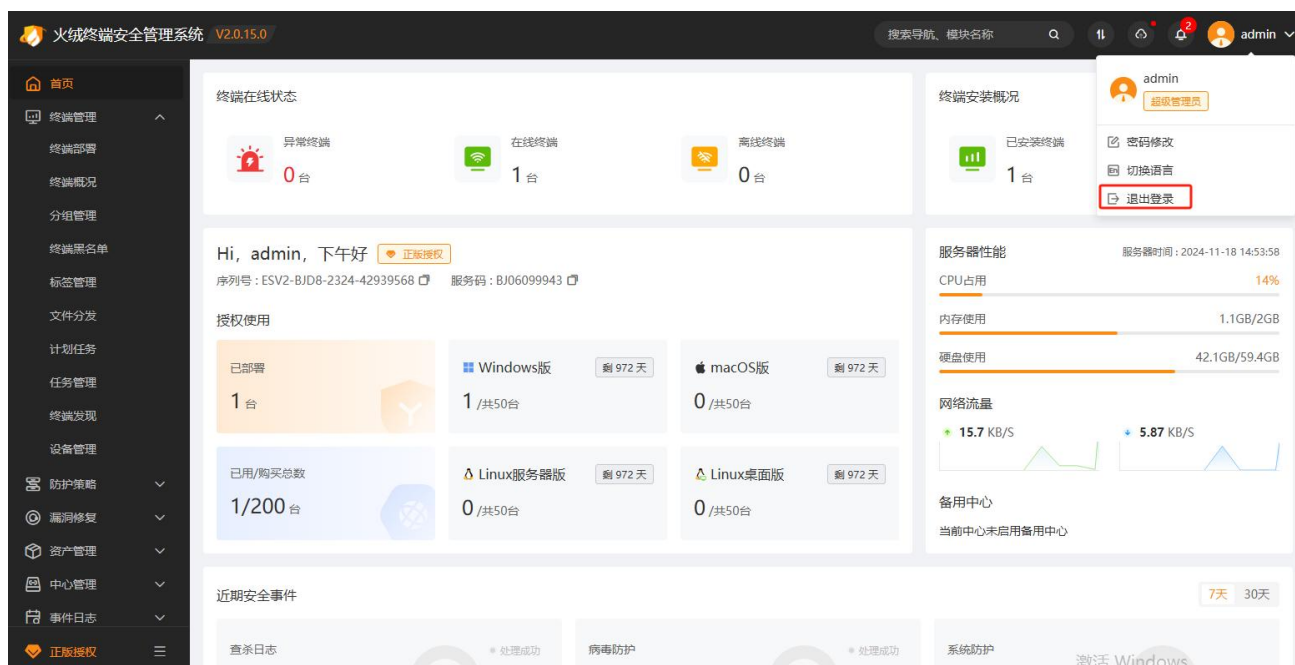 火绒终端安全管理系统 V2.0.15.0
搜索导航、模块名称
2
admin
首页
终端管理
终端部署
终端概况
分组管理
终端黑名单
标签管理
文件分发
计划任务
任务管理
终端发现
设备管理
防护策略
漏洞修复
资产管理
中心管理
事件日志
正版授权
终端在线状态
异常终端
0 台
在线终端
1 台
离线终端
0 台
终端安装概况
已安装终端
1 台
admin
超级管理员
密码修改
EN 切换语言
退出登录
Hi, admin, 下午好 正版授权
序列号 : ESV2-BJD8-2324-42939568 服务码 : BJ06099943
授权使用
已部署
1 台
Windows版 剩 972 天
1 /共50台
macOS版 剩 972 天
0 /共50台
已用/购买总数
1/200 台
Linux服务器版 剩 972 天
0 /共50台
Linux桌面版 剩 972 天
0 /共50台
服务器性能 服务器时间 : 2024-11-18 14:53:58
CPU占用 14%
内存使用 1.1GB/2GB
硬盘使用 42.1GB/59.4GB
网络流量
15.7 KB/S 5.87 KB/S
备用中心
当前中心未启用备用中心
近期安全事件 7天 30天
查杀日志 处理成功
病毒防护 处理成功
系统防护
激活 Windows